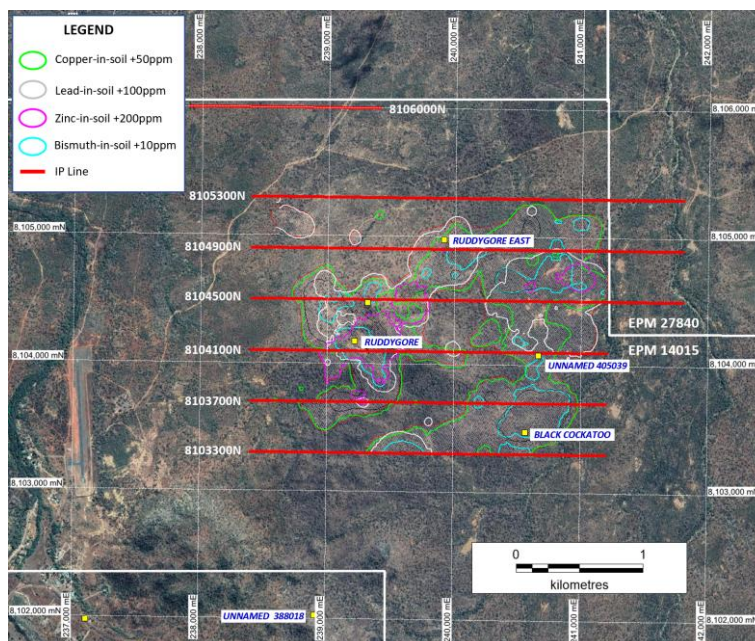 LEGEND
Copper-in-soil +50ppm
Lead-in-soil +100ppm
Zinc-in-soil +200ppm
Bismuth-in-soil +10ppm
IP Line
238,000 mE
239,000 mE
240,000 mE
241,000 mE
242,000 mE
8106000N
8,106,000 mN
8105300N
8,105,000 mN
8,105,000 mN
8104900N
RUDDYGORE EAST
8104500N
EPM 27840
RUDDYGORE
8104100N
EPM 14015
8,104,000 mN
8,104,000 mN
UNNAMED 405039
8103700N
BLACK COCKATOO
8103300N
8,103,000 mN
8,103,000 mN
0 1
kilometres
8,102,000 mN
UNNAMED 388018
8,102,000 mN
237,000 mE
238,000 mE
239,000 mE
240,000 mE
241,000 mE
242,000 mE